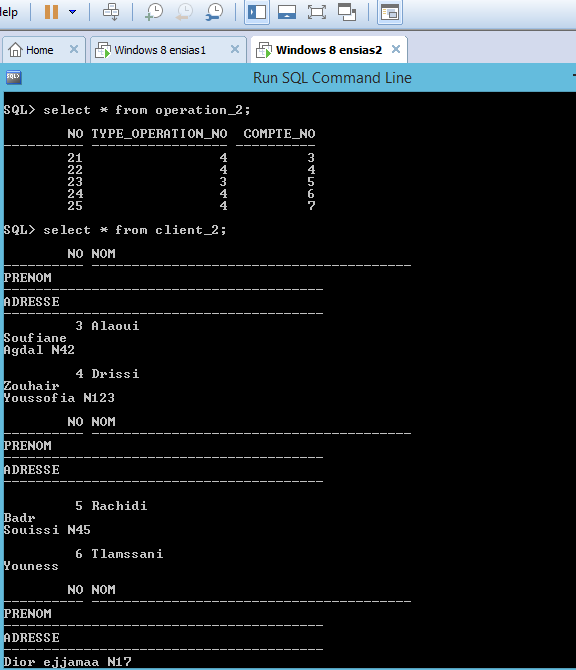 elp
Home
Windows 8 ensias1
Windows 8 ensias2
Run SQL Command Line
SQL> select * from operation_2;
NO TYPE_OPERATION_NO COMPTE_NO
---------- ----------------- ----------
21 4 3
22 4 4
23 3 5
24 4 6
25 4 7
SQL> select * from client_2;
NO NOM
---------- ----------------------------------------
PRENOM
----------------------------------------
ADRESSE
----------------------------------------
3 Alaoui
Soufiane
Agdal N42
4 Drissi
Zouhair
Youssofia N123
NO NOM
---------- ----------------------------------------
PRENOM
----------------------------------------
ADRESSE
----------------------------------------
5 Rachidi
Badr
Souissi N45
6 Tlamssani
Youness
NO NOM
---------- ----------------------------------------
PRENOM
----------------------------------------
ADRESSE
----------------------------------------
Dior ejjamaa N17